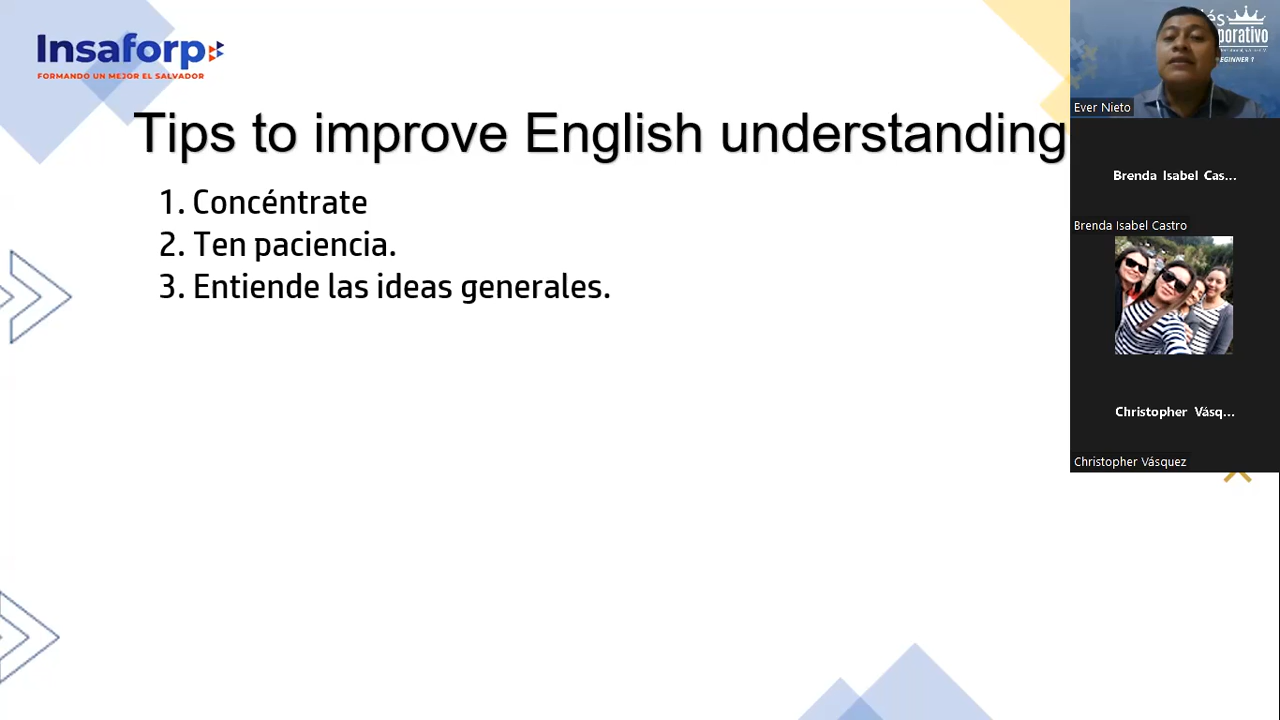 Insaforp
FORMANDO UN MEJOR EL SALVADOR
Tips to improve English understanding
1. Concéntrate
2. Ten paciencia.
3. Entiende las ideas generales.
Ever Nieto
Brenda Isabel Cas...
Brenda Isabel Castro
Christopher Vásq...
Christopher Vásquez